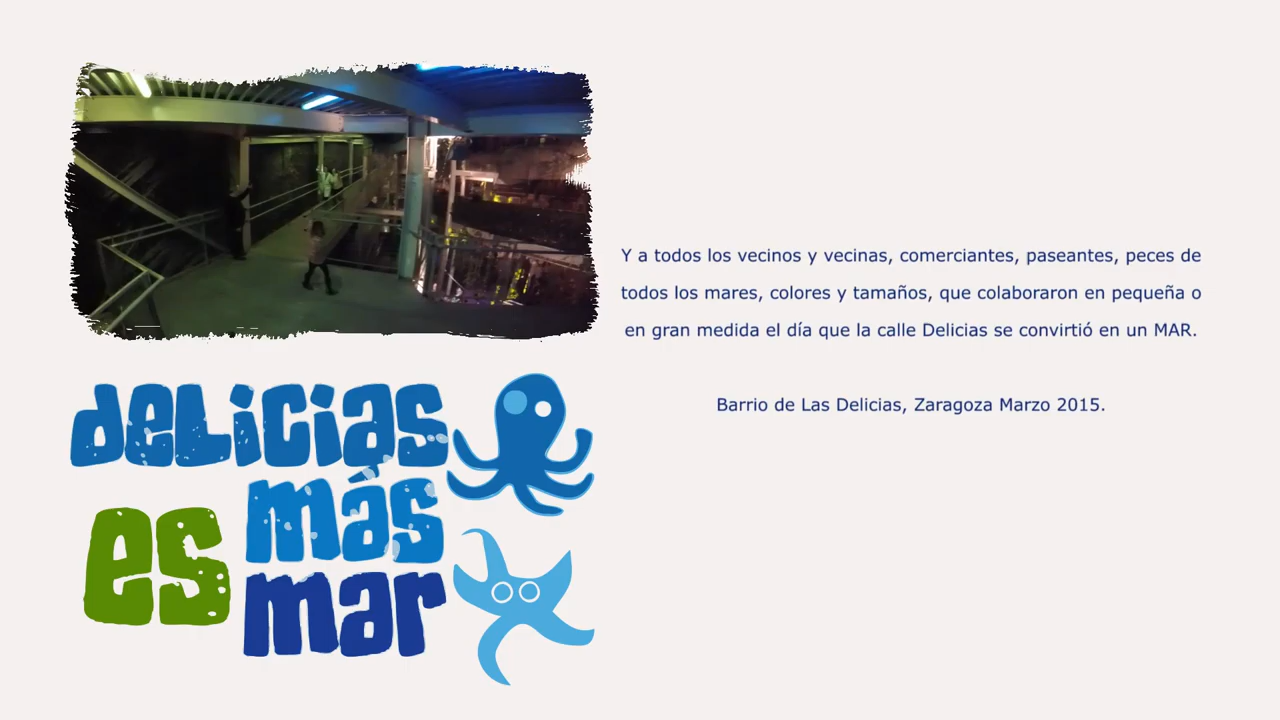 Y a todos los vecinos y vecinas, comerciantes, paseantes, peces de
todos los mares, colores y tamaños, que colaboraron en pequeña o
en gran medida el día que la calle Delicias se convirtió en un MAR.
Barrio de Las Delicias, Zaragoza Marzo 2015.
deLicias
es más
mar